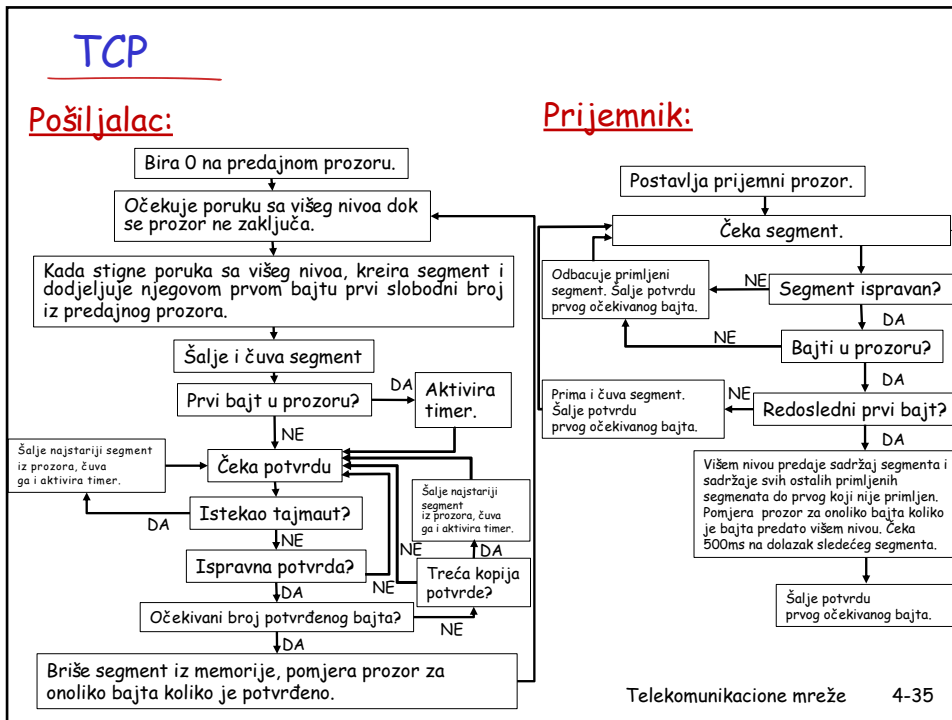 TCP
Pošiljalac:
Bira 0 na predajnom prozoru.
Očekuje poruku sa višeg nivoa dok
se prozor ne zaključa.
Kada stigne poruka sa višeg nivoa, kreira segment i
dodjeljuje njegovom prvom bajtu prvi slobodni broj
iz predajnog prozora.
Šalje i čuva segment
Prvi bajt u prozoru?
DA
Aktivira
timer.
NE
Šalje najstariji segment
iz prozora, čuva
ga i aktivira timer.
Čeka potvrdu
Istekao tajmaut?
DA
NE
Ispravna potvrda?
NE
DA
Šalje najstariji
segment
iz prozora, čuva
ga i aktivira timer.
NE
DA
Treća kopija
potvrde?
Očekivani broj potvrđenog bajta?
NE
DA
Briše segment iz memorije, pomjera prozor za
onoliko bajta koliko je potvrđeno.
Prijemnik:
Postavlja prijemni prozor.
Čeka segment.
Odbacuje primljeni
segment. Šalje potvrdu
prvog očekivanog bajta.
NE
Segment ispravan?
DA
NE
Bajti u prozoru?
DA
Prima i čuva segment.
Šalje potvrdu
prvog očekivanog bajta.
NE
Redosledni prvi bajt?
DA
Višem nivou predaje sadržaj segmenta i
sadržaje svih ostalih primljenih
segmenata do prvog koji nije primljen.
Pomjera prozor za onoliko bajta koliko
je bajta predato višem nivou. Čeka
500ms na dolazak sledećeg segmenta.
Šalje potvrdu
prvog očekivanog bajta.
Telekomunikacione mreže 4-35